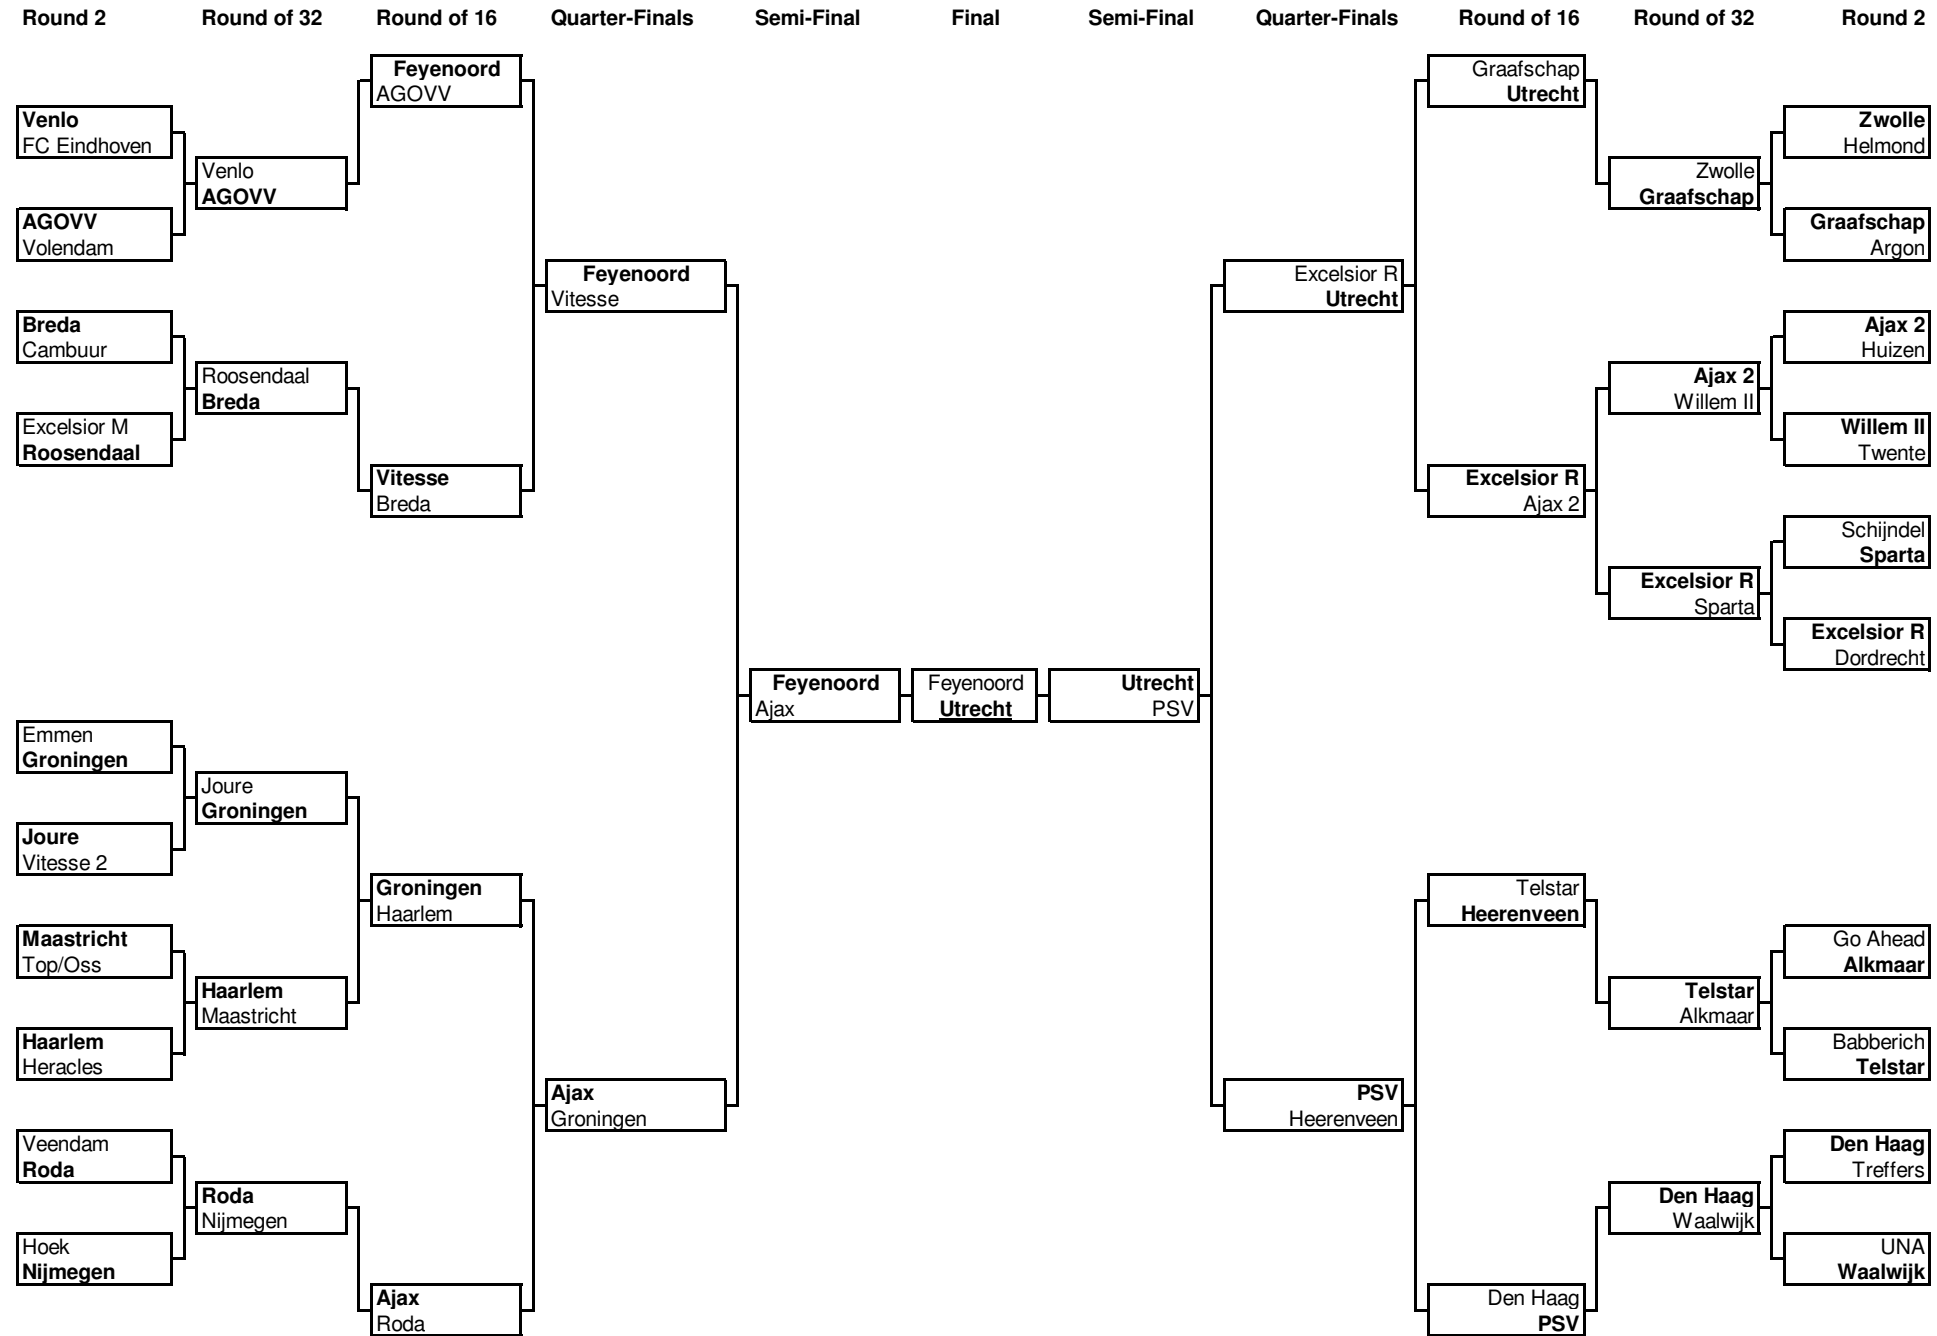 Round 2
Round of 32
Round of 16
Quarter-Finals
Semi-Final
Final
Semi-Final
Quarter-Finals
Round of 16
Round of 32
Round 2
Venlo
FC Eindhoven
AGOVV
Volendam
Breda
Cambuur
Excelsior M
Roosendaal
Emmen
Groningen
Joure
Vitesse 2
Maastricht
Top/Oss
Haarlem
Heracles
Veendam
Roda
Hoek
Nijmegen
Venlo
AGOVV
Roosendaal
Breda
Joure
Groningen
Haarlem
Maastricht
Roda
Nijmegen
Feyenoord
AGOVV
Vitesse
Breda
Groningen
Haarlem
Ajax
Roda
Feyenoord
Vitesse
Ajax
Groningen
Feyenoord
Ajax
Feyenoord
Utrecht
Utrecht
PSV
Excelsior R
Utrecht
PSV
Heerenveen
Graafschap
Utrecht
Excelsior R
Ajax 2
Telstar
Heerenveen
Den Haag
PSV
Zwolle
Graafschap
Ajax 2
Willem II
Excelsior R
Sparta
Telstar
Alkmaar
Den Haag
Waalwijk
Zwolle
Helmond
Graafschap
Argon
Ajax 2
Huizen
Willem II
Twente
Schijndel
Sparta
Excelsior R
Dordrecht
Go Ahead
Alkmaar
Babberich
Telstar
Den Haag
Treffers
UNA
Waalwijk